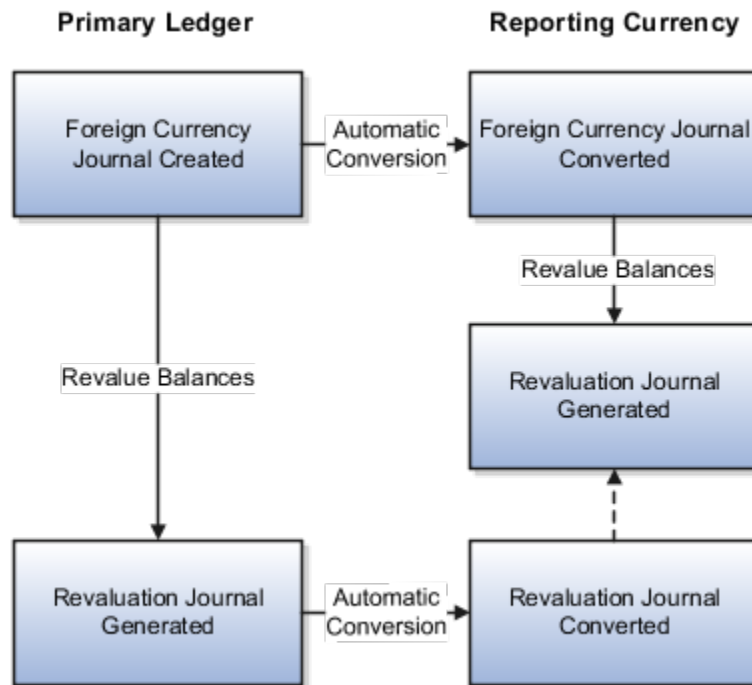 Primary Ledger
Reporting Currency
Foreign Currency
Journal Created
Automatic
Conversion
Foreign Currency Journal
Converted
Revalue Balances
Revalue Balances
Revaluation Journal
Generated
Revaluation Journal
Generated
Automatic
Conversion
Revaluation Journal
Converted